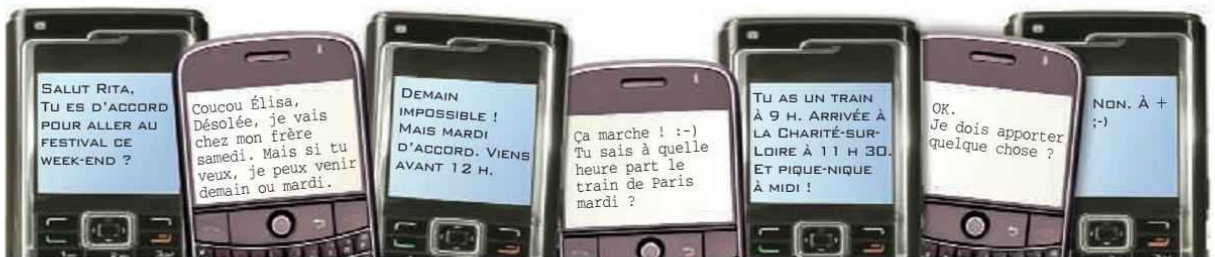 SALUT RITA,
TU ES D'ACCORD
POUR ALLER AU
FESTIVAL CE
WEEK-END ?
Coucou Élisa,
Désolée, je vais
chez mon frère
samedi. Mais si tu
veux, je peux venir
demain ou mardi.
DEMAIN
IMPOSSIBLE !
MAIS MARDI
D'ACCORD. VIENS
AVANT 12 H.
Ça marche ! :-)
Tu sais à quelle
heure part le
train de Paris
mardi ?
TU AS UN TRAIN
À 9 H. ARRIVÉE À
LA CHARITÉ-SUR-
LOIRE À 11 H 30.
ET PIQUE-NIQUE
À MIDI !
OK.
Je dois apporter
quelque chose ?
NON. À +
;-)